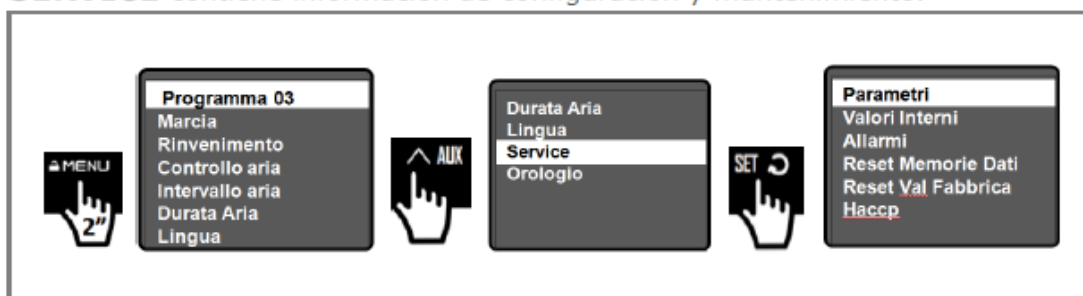 SERVICE contiene información de configuración y mantenimiento.
MENU
2"
Programma 03
Marcia
Rinvenimento
Controllo aria
Intervallo aria
Durata Aria
Lingua
AUX
Durata Aria
Lingua
Service
Orologio
SET
Parametri
Valori Interni
Allarmi
Reset Memorie Dati
Reset Val Fabbrica
Haccp